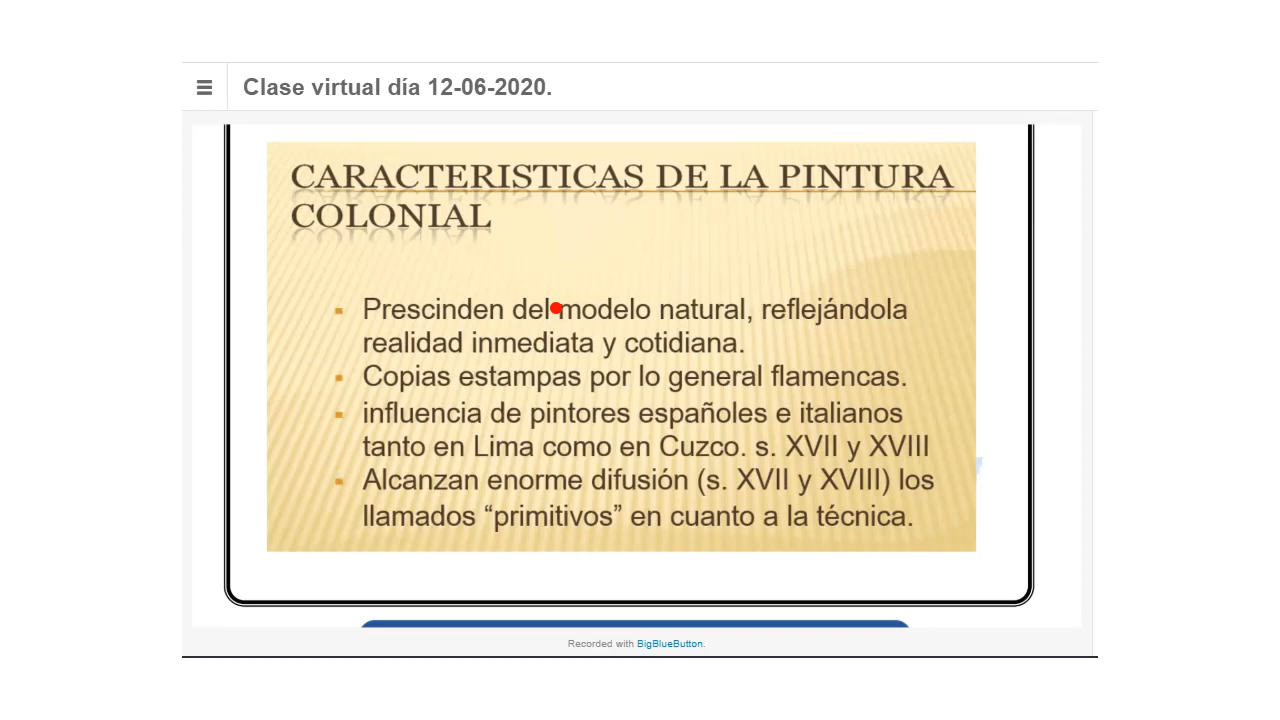 Clase virtual día 12-06-2020.
CARACTERISTICAS DE LA PINTURA
COLONIAL
Prescinden del modelo natural, reflejándola
realidad inmediata y cotidiana.
Copias estampas por lo general flamencas.
influencia de pintores españoles e italianos
tanto en Lima como en Cuzco. s. XVII y XVIII
Alcanzan enorme difusión (s. XVII y XVIII) los
llamados “primitivos” en cuanto a la técnica.
Recorded with BigBlueButton.